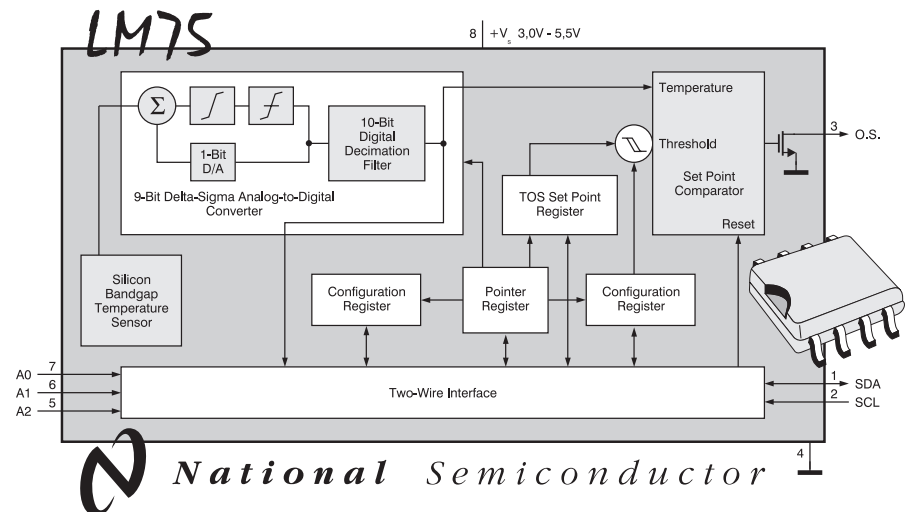 LM75
8 +Vs 3,0V - 5,5V
Σ
1-Bit
D/A
10-Bit
Digital
Decimation
Filter
9-Bit Delta-Sigma Analog-to-Digital
Converter
Temperature
Threshold
Set Point
Comparator
Reset
3
O.S.
TOS Set Point
Register
Silicon
Bandgap
Temperature
Sensor
Configuration
Register
Pointer
Register
Configuration
Register
A0 7
A1 6
A2 5
Two-Wire Interface
1 SDA
2 SCL
4
National Semiconductor